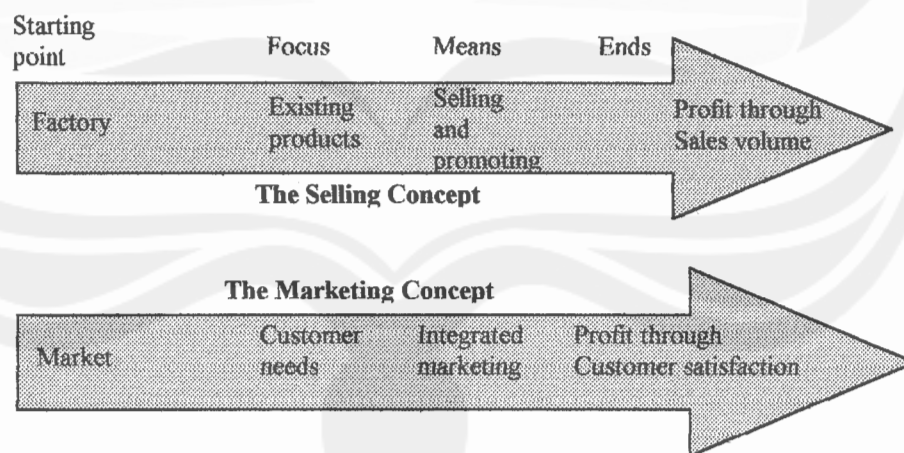 Starting
point
Focus
Means
Ends
Factory
Existing
products
Selling
and
promoting
Profit through
Sales volume
The Selling Concept
The Marketing Concept
Market
Customer
needs
Integrated
marketing
Profit through
Customer satisfaction